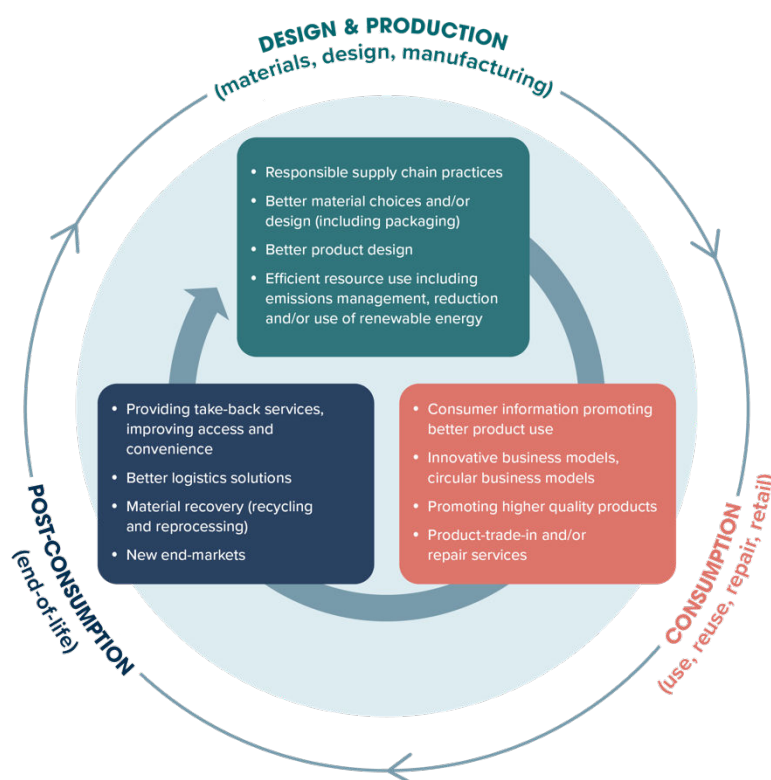 DESIGN & PRODUCTION
(materials, design, manufacturing)
• Responsible supply chain practices
• Better material choices and/or
design (including packaging)
• Better product design
• Efficient resource use including
emissions management, reduction
and/or use of renewable energy
• Providing take-back services,
improving access and
convenience
• Better logistics solutions
• Material recovery (recycling
and reprocessing)
• New end-markets
• Consumer information promoting
better product use
• Innovative business models,
circular business models
• Promoting higher quality products
• Product-trade-in and/or
repair services
CONSUMPTION
(use, reuse, repair, retail)
POST-CONSUMPTION
(end-of-life)